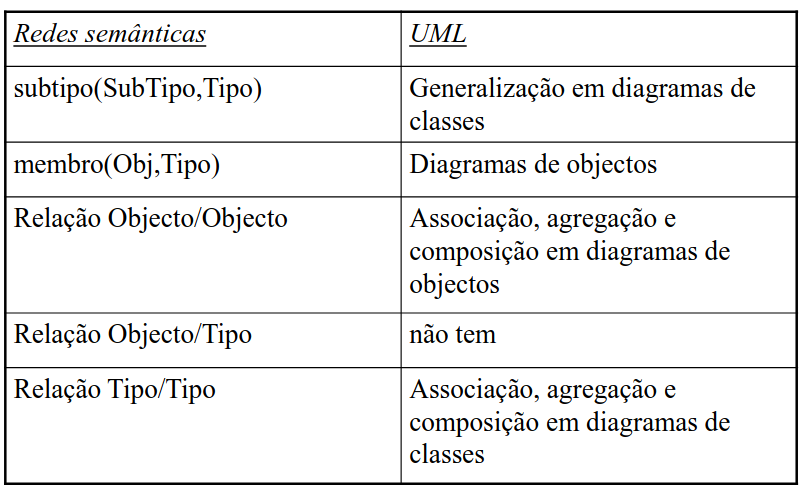 Redes semânticas
UML
subtipo(SubTipo,Tipo)
Generalização em diagramas de
classes
membro(Obj,Tipo)
Diagramas de objectos
Relação Objecto/Objecto
Associação, agregação e
composição em diagramas de
objectos
Relação Objecto/Tipo
não tem
Relação Tipo/Tipo
Associação, agregação e
composição em diagramas de
classes